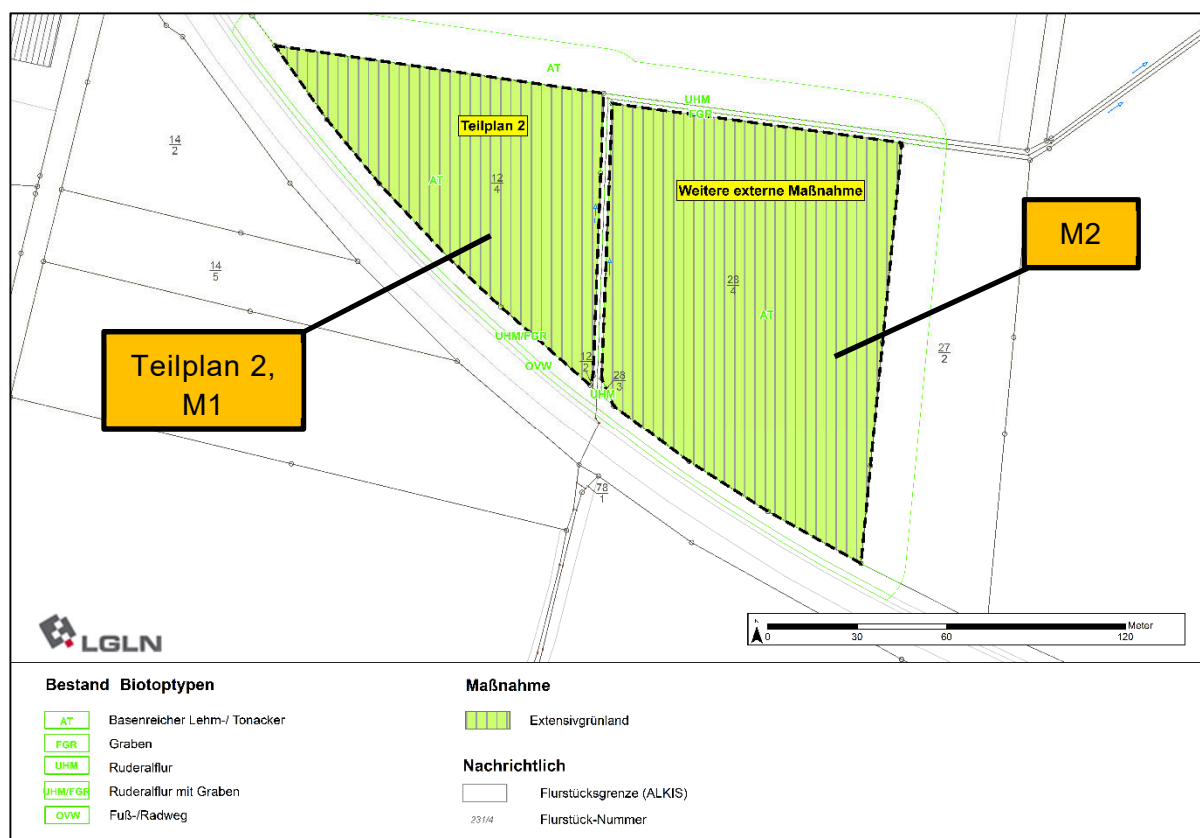 AT
UHM
FGR
Teilplan 2
14
2
AT
12
4
Weitere externe Maßnahme
M2
14
5
28
4
AT
27
2
UHM/FGR
OVW
12
2
28
3
UHM
Teilplan 2,
M1
78
1
LGLN
N
Meter
0 30 60 120
Bestand Biotoptypen
AT Basenreicher Lehm-/ Tonacker
FGR Graben
UHM Ruderalflur
UHM/FGR Ruderalflur mit Graben
OVW Fuß-/Radweg
Maßnahme
Extensivgrünland
Nachrichtlich
Flurstücksgrenze (ALKIS)
231/4 Flurstück-Nummer